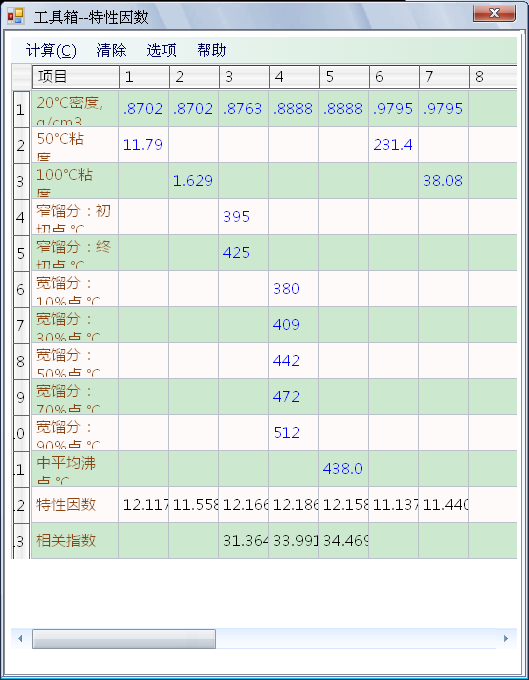 工具箱--特性因数
计算(C) 清除 选项 帮助
项目 1 2 3 4 5 6 7 8
1 20℃密度, .8702 .8702 .8763 .8888 .8888 .9795 .9795
g/cm3
2 50℃粘 11.79 231.4
度
3 100℃粘 1.629 38.08
度
4 窄馏分：初 395
切点,℃
5 窄馏分：终 425
切点,℃
6 宽馏分： 380
10%点,℃
7 宽馏分： 409
30%点,℃
8 宽馏分： 442
50%点,℃
9 宽馏分： 472
70%点,℃
10 宽馏分： 512
90%点,℃
11 中平均沸 438.0
点,℃
12 特性因数 12.117 11.558 12.166 12.186 12.158 11.137 11.440
13 相关指数 31.364 33.991 34.469